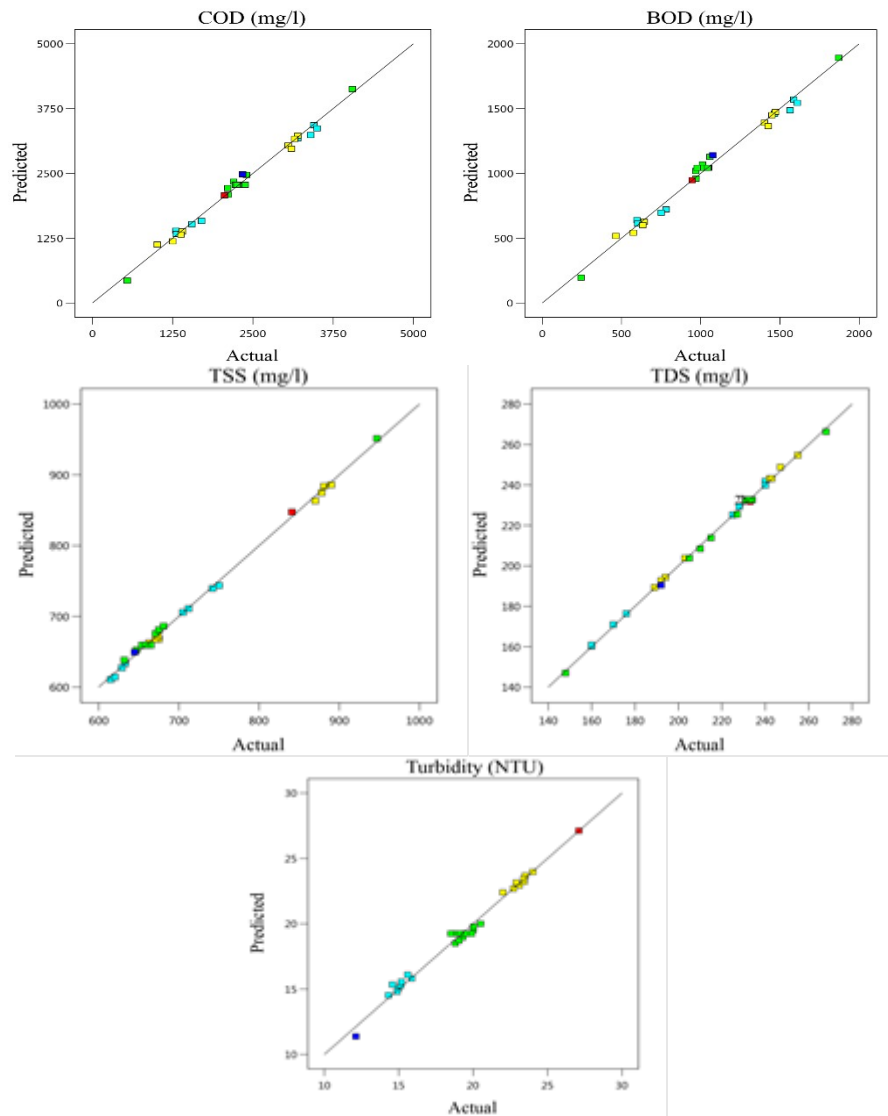 COD (mg/l)
5000
3750
2500
1250
0
Predicted
0 1250 2500 3750 5000
Actual
BOD (mg/l)
2000
1500
1000
500
0
Predicted
0 500 1000 1500 2000
Actual
TSS (mg/l)
1000
900
800
700
600
Predicted
600 700 800 900 1000
Actual
TDS (mg/l)
280
260
240
220
200
180
160
140
Predicted
140 160 180 200 220 240 260 280
Actual
Turbidity (NTU)
30
25
20
15
10
Predicted
10 15 20 25 30
Actual